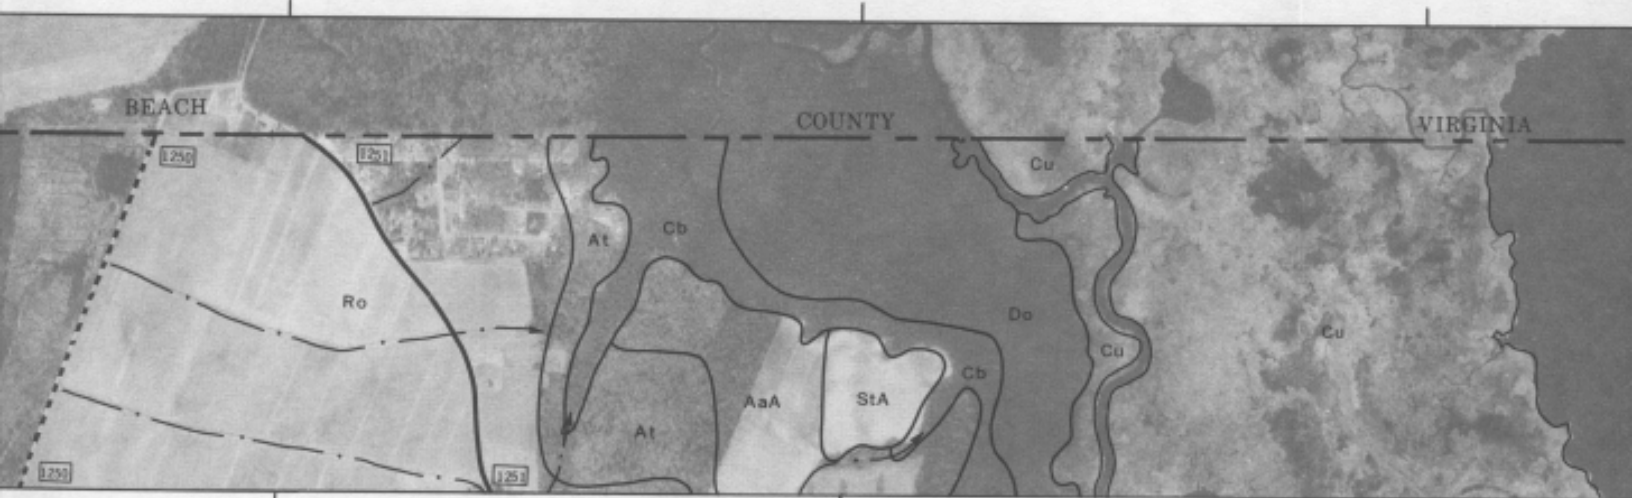 BEACH
COUNTY
VIRGINIA
1250
1251
Cu
At
Cb
Ro
Do
Cu
Cu
Cb
AaA
StA
At
1250
1251